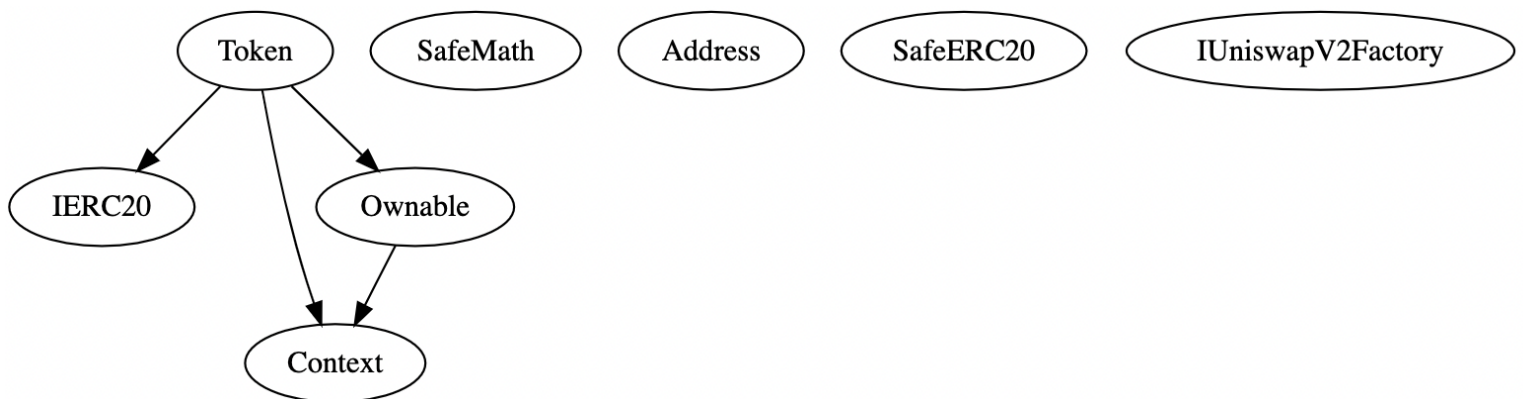 Token
SafeMath
Address
SafeERC20
IUniswapV2Factory
IERC20
Ownable
Context